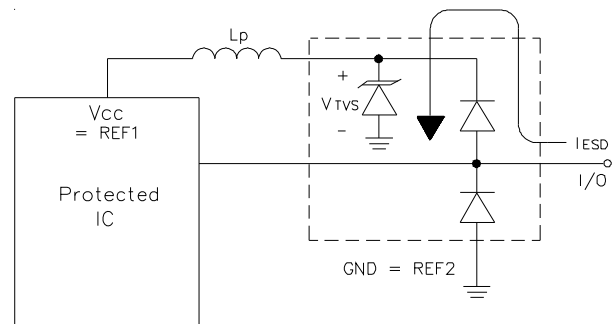 Lp
+
VTVS
-
Vcc
= REF1
Protected
IC
IESD
I/O
GND = REF2